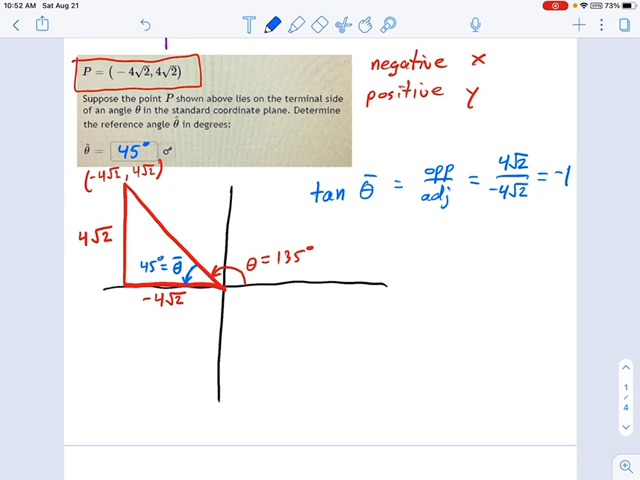 10:52 AM Sat Aug 21
73%
P = (−4√2, 4√2)
Suppose the point P shown above lies on the terminal side
of an angle θ in the standard coordinate plane. Determine
the reference angle θ̂ in degrees:
θ̂ = 45°
negative x
positive y
(-4√2, 4√2)
4√2
45° = θ̄
θ = 135°
-4√2
tan θ̄ = opp/adj = 4√2/-4√2 = -1
1
/
4